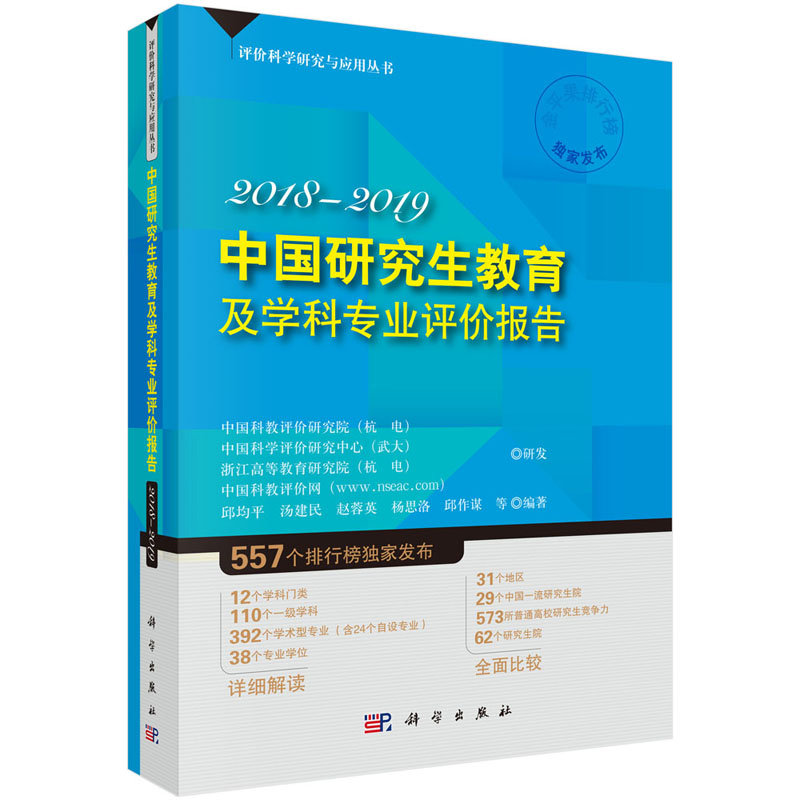 评价科学研究与应用丛书
中国研究生教育及学科专业评价报告
2018-2019
科学出版社
评价科学研究与应用丛书
金平果排行榜
独家发布
2018-2019
中国研究生教育
及学科专业评价报告
中国科教评价研究院(杭 电)
中国科学评价研究中心(武大)
浙江高等教育研究院(杭 电)
中国科教评价网(www.nseac.com)
◎研发
邱均平 汤建民 赵蓉英 杨思洛 邱作谋 等◎编著
557个排行榜独家发布
12个学科门类
110个一级学科
392个学术型专业(含24个自设专业)
38个专业学位
详细解读
31个地区
29个中国一流研究生院
573所普通高校研究生竞争力
62个研究生院
全面比较
科学出版社